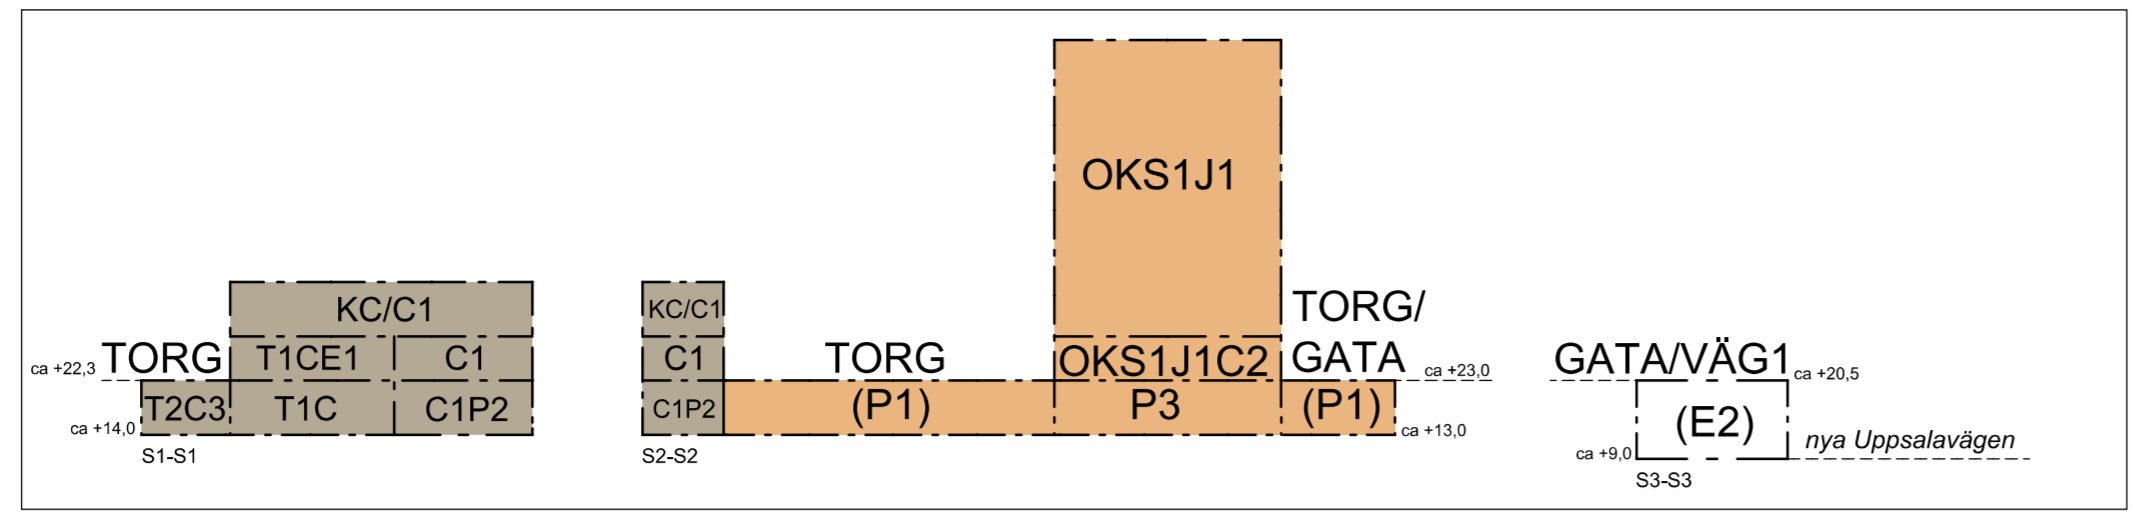 KC/C1
TORG
T1CE1
C1
ca +22,3
T2C3
T1C
C1P2
ca +14,0
S1-S1
OKS1J1
KC/C1
C1
TORG
OKS1J1C2
TORG/
GATA
ca +23,0
C1P2
(P1)
P3
(P1)
ca +13,0
S2-S2
GATA/VÄG1
ca +20,5
(E2)
ca +9,0
nya Uppsalavägen
S3-S3